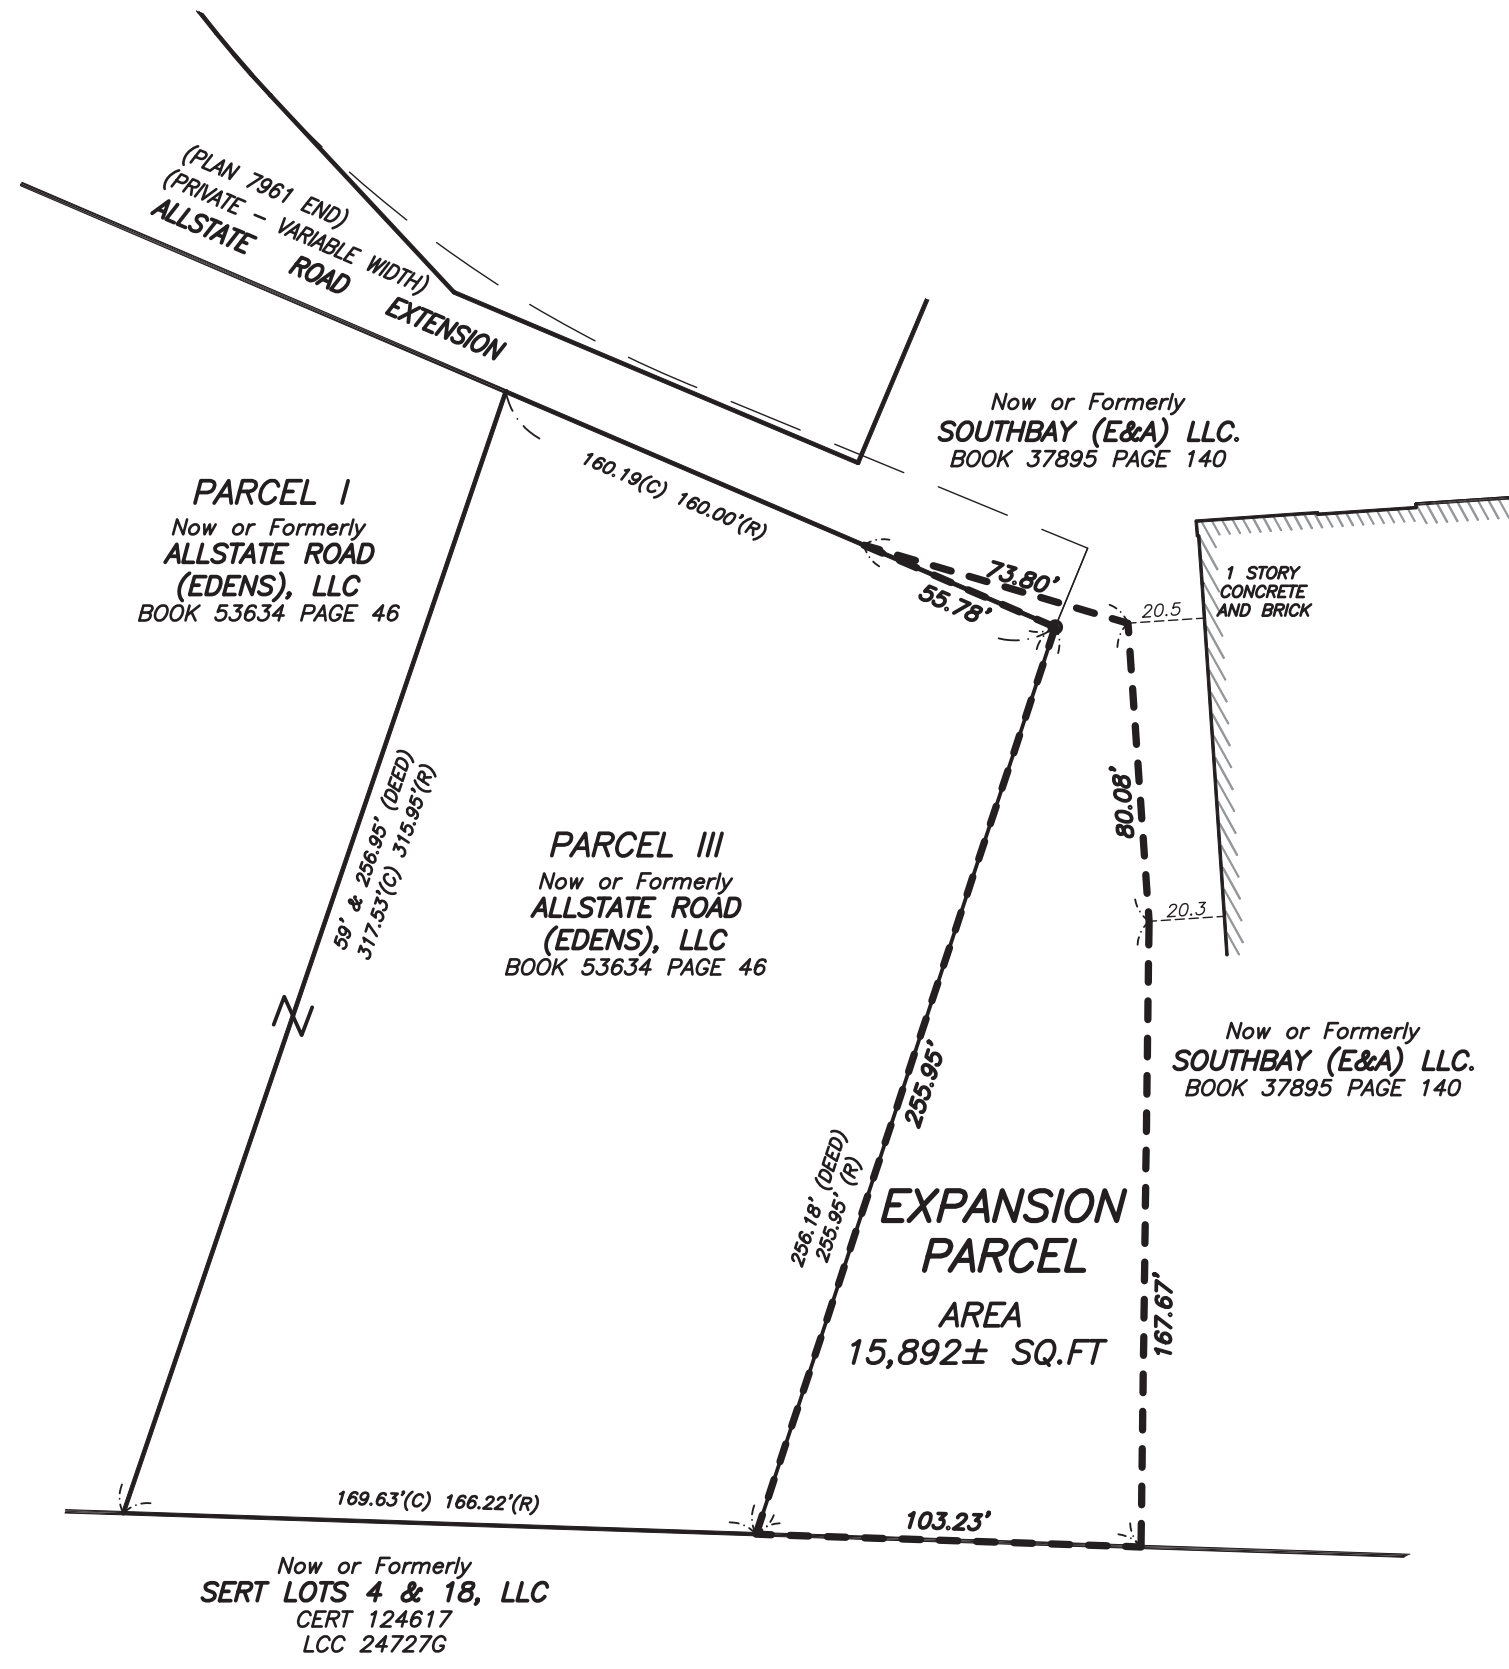 (PLAN 7961 END)
(PRIVATE - VARIABLE WIDTH)
ALLSTATE ROAD EXTENSION
Now or Formerly
SOUTHBAY (E&A) LLC.
BOOK 37895 PAGE 140
PARCEL I
Now or Formerly
ALLSTATE ROAD
(EDENS), LLC
BOOK 53634 PAGE 46
160.19(C) 160.00'(R)
73.80'
55.78'
1 STORY
CONCRETE
AND BRICK
20.5
80.08'
20.3
59' & 256.95' (DEED)
317.53'(C) 315.95'(R)
PARCEL III
Now or Formerly
ALLSTATE ROAD
(EDENS), LLC
BOOK 53634 PAGE 46
255.95'
Now or Formerly
SOUTHBAY (E&A) LLC.
BOOK 37895 PAGE 140
256.18' (DEED)
255.95' (R)
EXPANSION
PARCEL
AREA
15,892± SQ.FT
167.67'
169.63'(C) 166.22'(R)
103.23'
Now or Formerly
SERT LOTS 4 & 18, LLC
CERT 124617
LCC 24727G